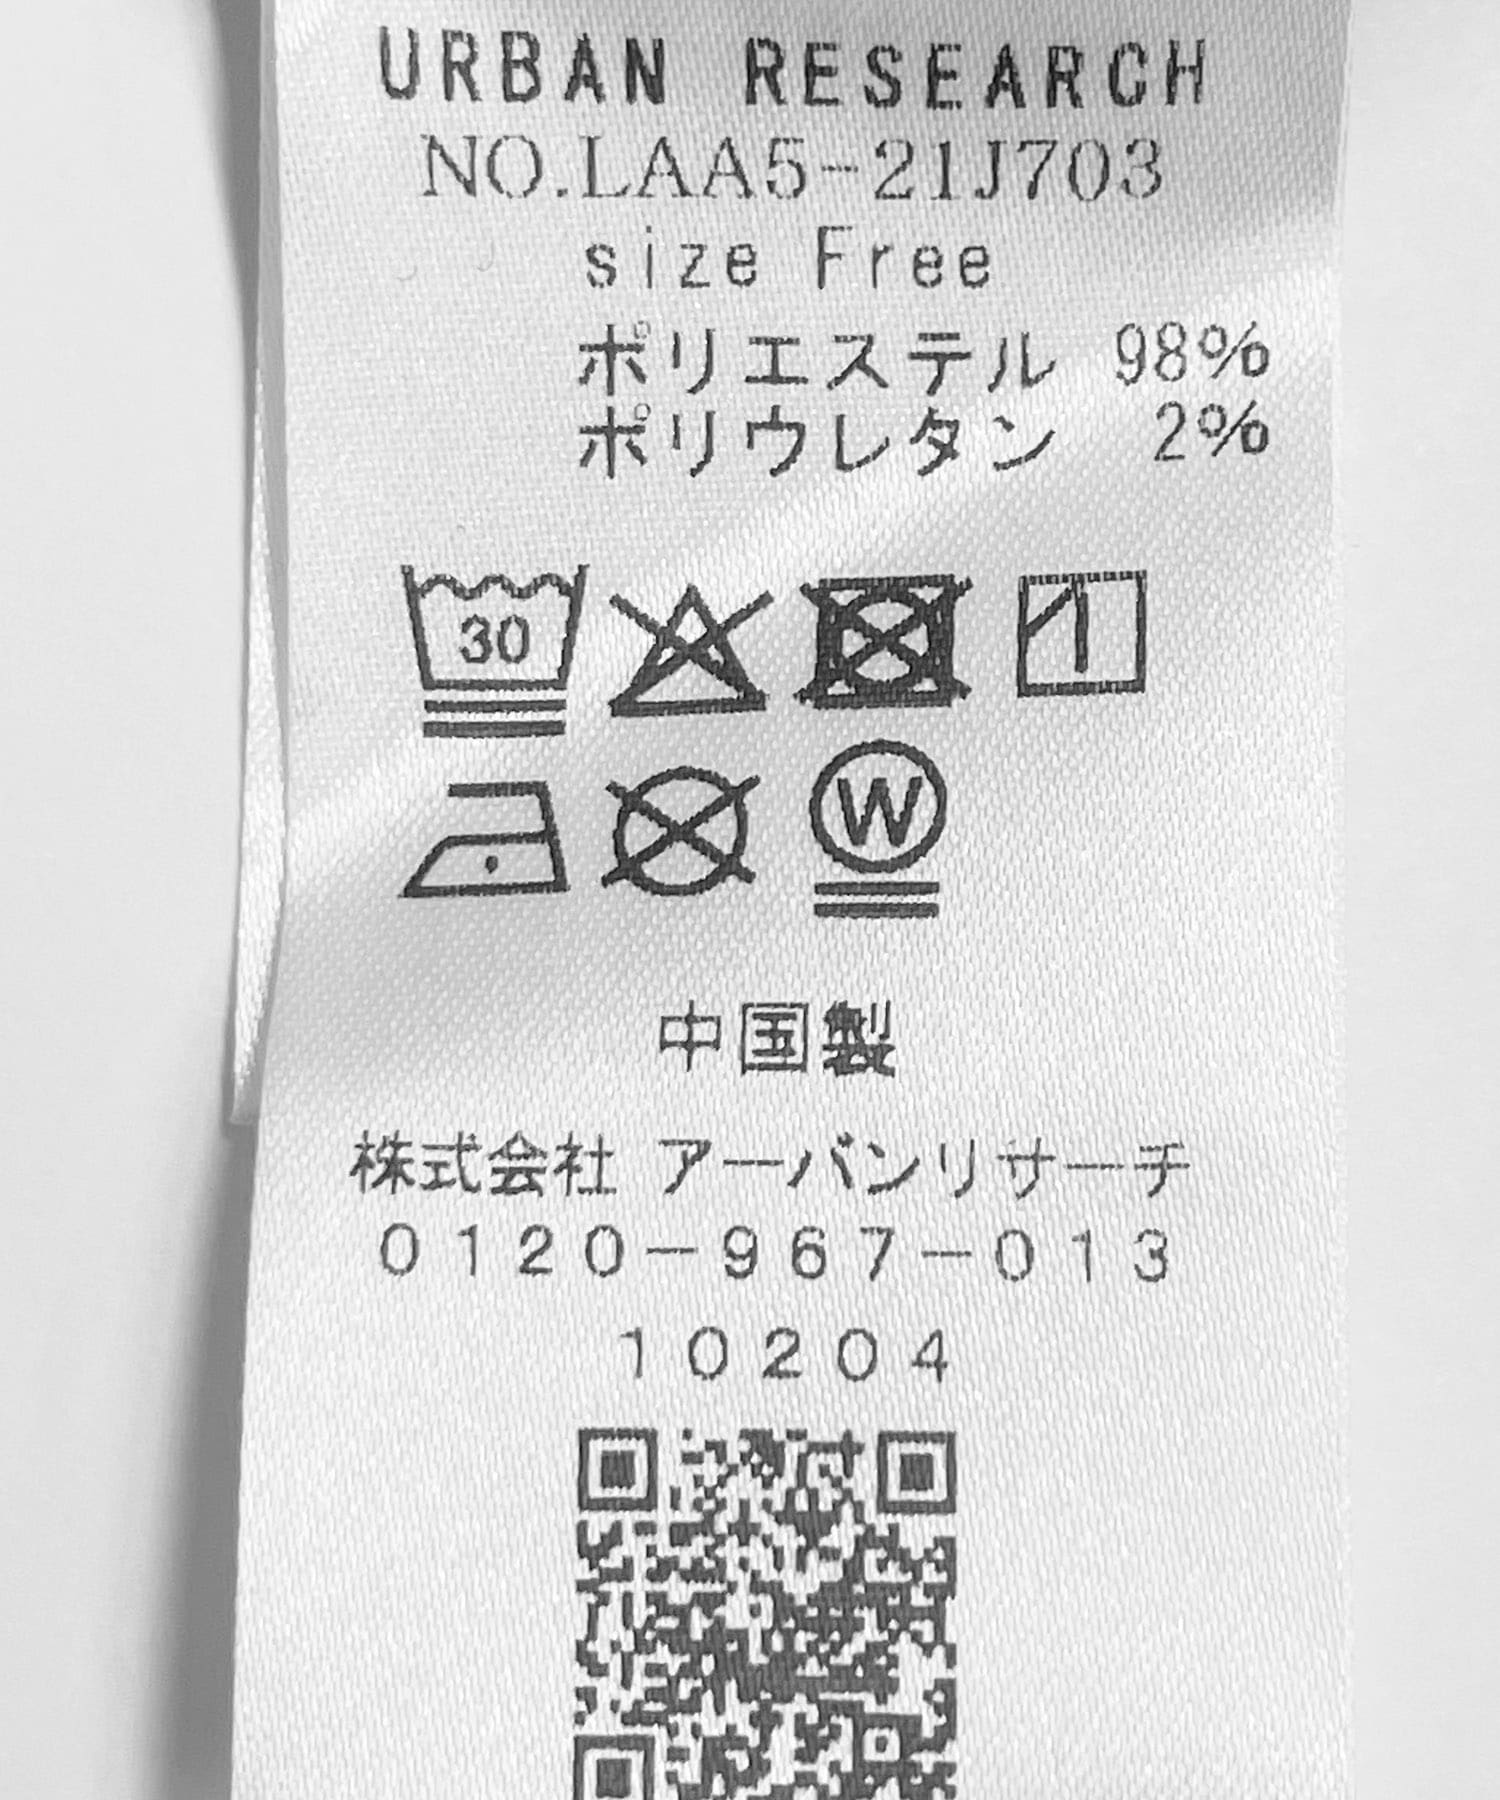 URBAN RESEARCH
NO.LAA5-21J703
size Free
ポリエステル 98%
ポリウレタン 2%
30
W
中国製
株式会社 アーバンリサーチ
0120-967-013
10204